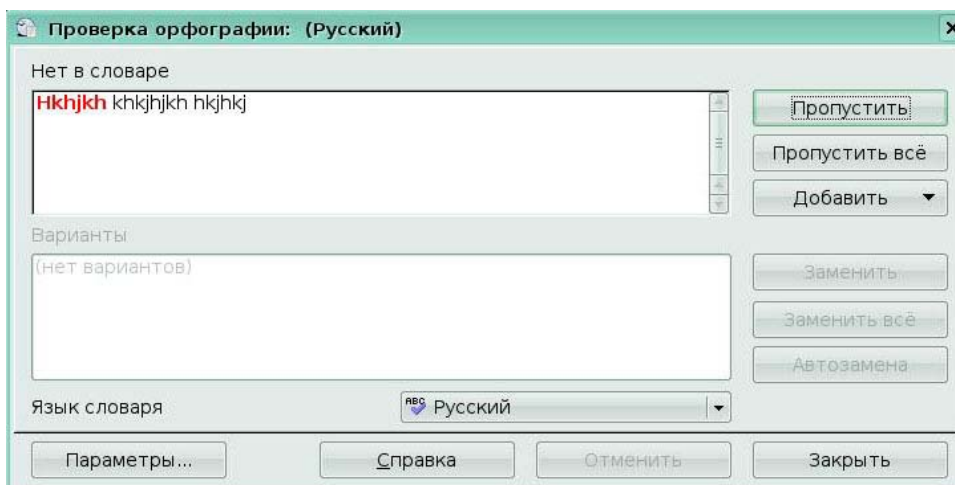 Проверка орфографии: (Русский)
Нет в словаре
Hkhjkh khkjhjkh hkjhkj
Пропустить
Пропустить всё
Добавить
Варианты
(нет вариантов)
Заменить
Заменить всё
Автозамена
Язык словаря
ABC Русский
Параметры...
Справка
Отменить
Закрыть